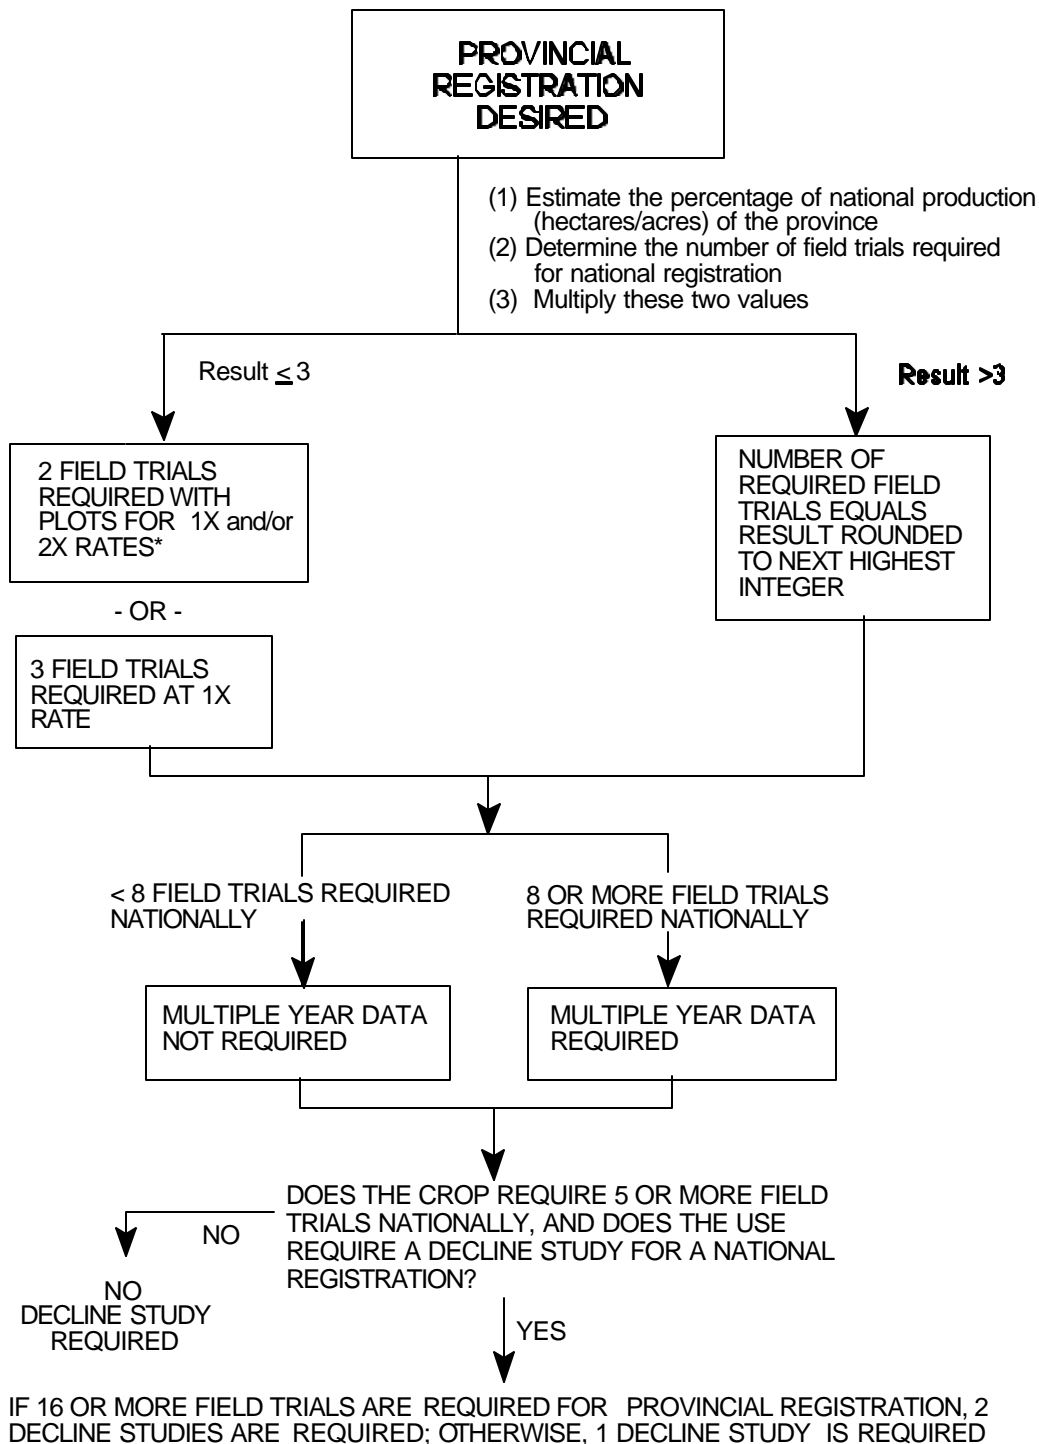 PROVINCIAL
REGISTRATION
DESIRED
(1) Estimate the percentage of national production
(hectares/acres) of the province
(2) Determine the number of field trials required
for national registration
(3) Multiply these two values
Result ≤ 3
Result >3
2 FIELD TRIALS
REQUIRED WITH
PLOTS FOR 1X and/or
2X RATES*
- OR -
3 FIELD TRIALS
REQUIRED AT 1X
RATE
NUMBER OF
REQUIRED FIELD
TRIALS EQUALS
RESULT ROUNDED
TO NEXT HIGHEST
INTEGER
< 8 FIELD TRIALS REQUIRED
NATIONALLY
8 OR MORE FIELD TRIALS
REQUIRED NATIONALLY
MULTIPLE YEAR DATA
NOT REQUIRED
MULTIPLE YEAR DATA
REQUIRED
DOES THE CROP REQUIRE 5 OR MORE FIELD
TRIALS NATIONALLY, AND DOES THE USE
REQUIRE A DECLINE STUDY FOR A NATIONAL
REGISTRATION?
NO
NO
DECLINE STUDY
REQUIRED
YES
IF 16 OR MORE FIELD TRIALS ARE REQUIRED FOR PROVINCIAL REGISTRATION, 2
DECLINE STUDIES ARE REQUIRED; OTHERWISE, 1 DECLINE STUDY IS REQUIRED